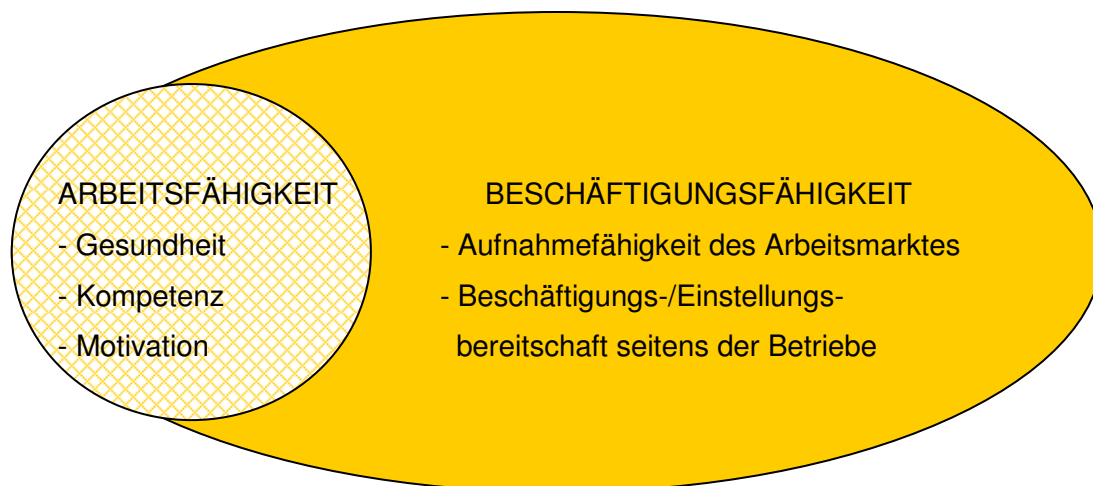 ARBEITSFÄHIGKEIT
- Gesundheit
- Kompetenz
- Motivation
BESCHÄFTIGUNGSFÄHIGKEIT
- Aufnahmefähigkeit des Arbeitsmarktes
- Beschäftigungs-/Einstellungs-
bereitschaft seitens der Betriebe